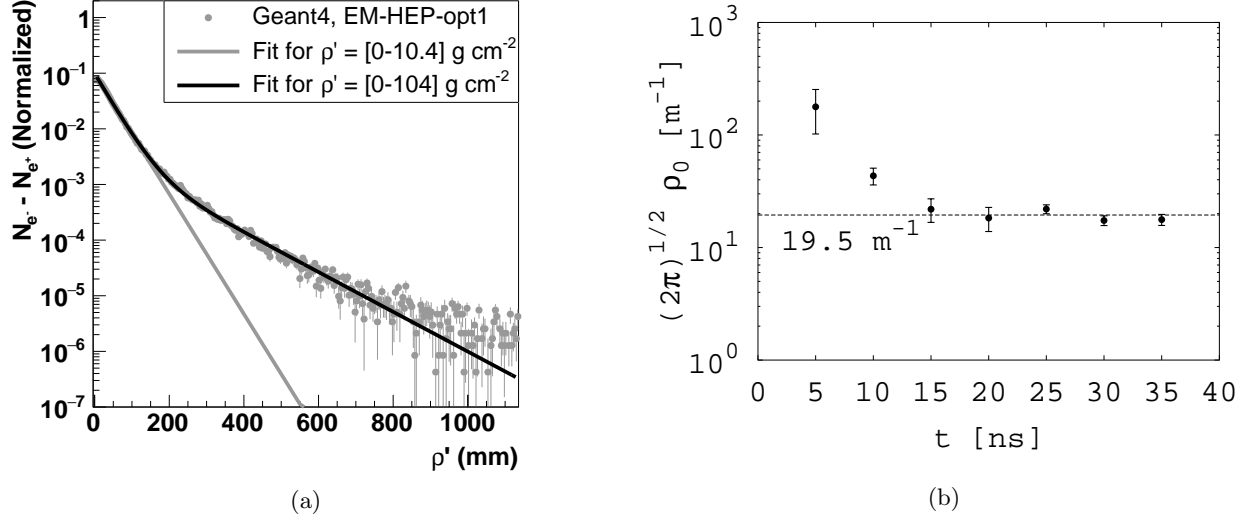 Geant4, EM-HEP-opt1
Fit for ρ' = [0-10.4] g cm⁻²
Fit for ρ' = [0-104] g cm⁻²
N_e⁻ - N_e⁺ (Normalized)
1
10⁻¹
10⁻²
10⁻³
10⁻⁴
10⁻⁵
10⁻⁶
10⁻⁷
0 200 400 600 800 1000
ρ' (mm)
(a)
(2π)^1/2 ρ_0 [m⁻¹]
10³
10²
10¹
10⁰
19.5 m⁻¹
0 5 10 15 20 25 30 35 40
t [ns]
(b)